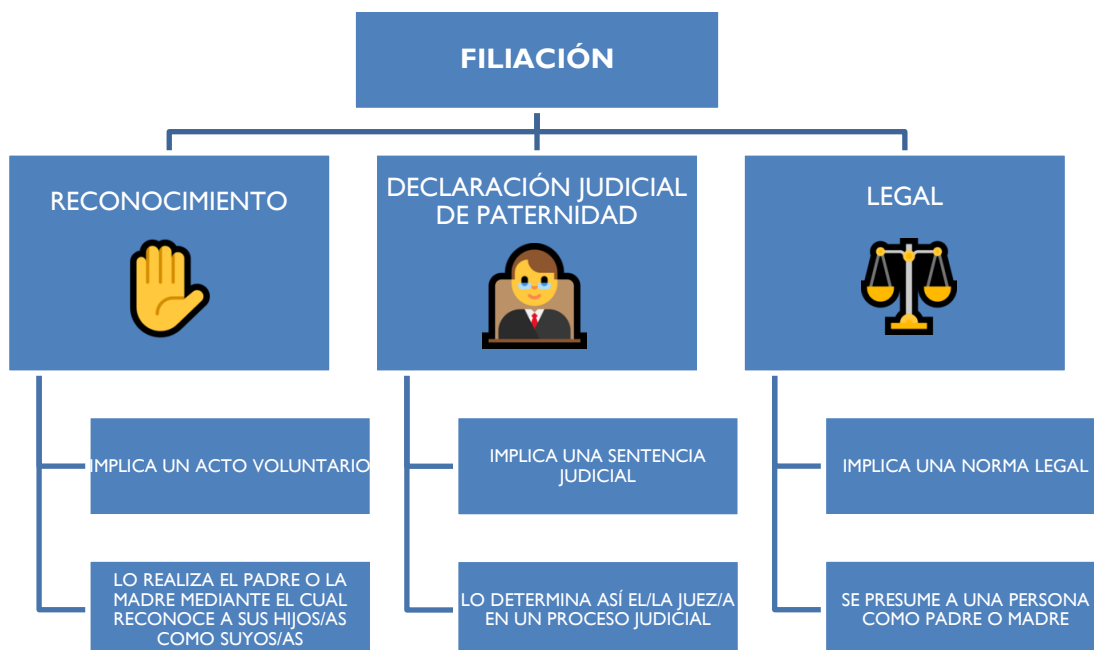 FILIACIÓN
RECONOCIMIENTO
IMPLICA UN ACTO VOLUNTARIO
LO REALIZA EL PADRE O LA
MADRE MEDIANTE EL CUAL
RECONOCE A SUS HIJOS/AS
COMO SUYOS/AS
DECLARACIÓN JUDICIAL
DE PATERNIDAD
IMPLICA UNA SENTENCIA
JUDICIAL
LO DETERMINA ASÍ EL/LA JUEZ/A
EN UN PROCESO JUDICIAL
LEGAL
IMPLICA UNA NORMA LEGAL
SE PRESUME A UNA PERSONA
COMO PADRE O MADRE